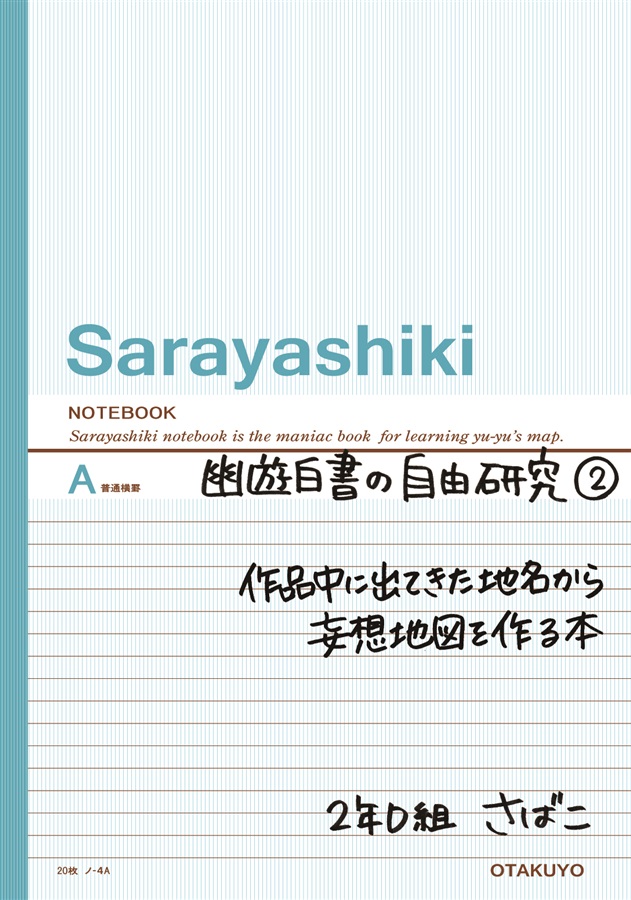 Sarayashiki
NOTEBOOK
Sarayashiki notebook is the maniac book for learning yu-yu's map.
A 普通横罫
幽遊白書の自由研究②
作品中に出てきた地名から
妄想地図を作る本
2年D組 さばこ
20枚 ノ-4A
OTAKUYO